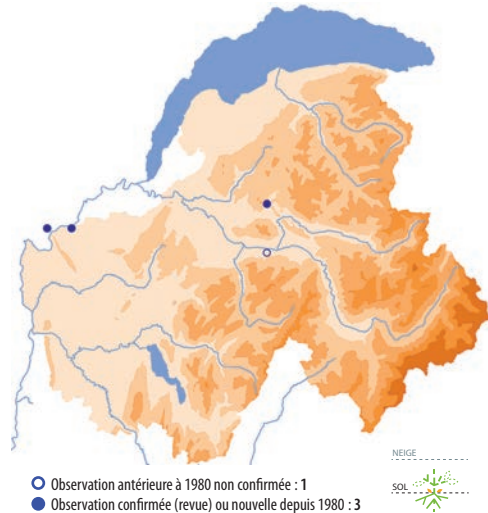 NEIGE
SOL
Observation antérieure à 1980 non confirmée : 1
Observation confirmée (revue) ou nouvelle depuis 1980 : 3